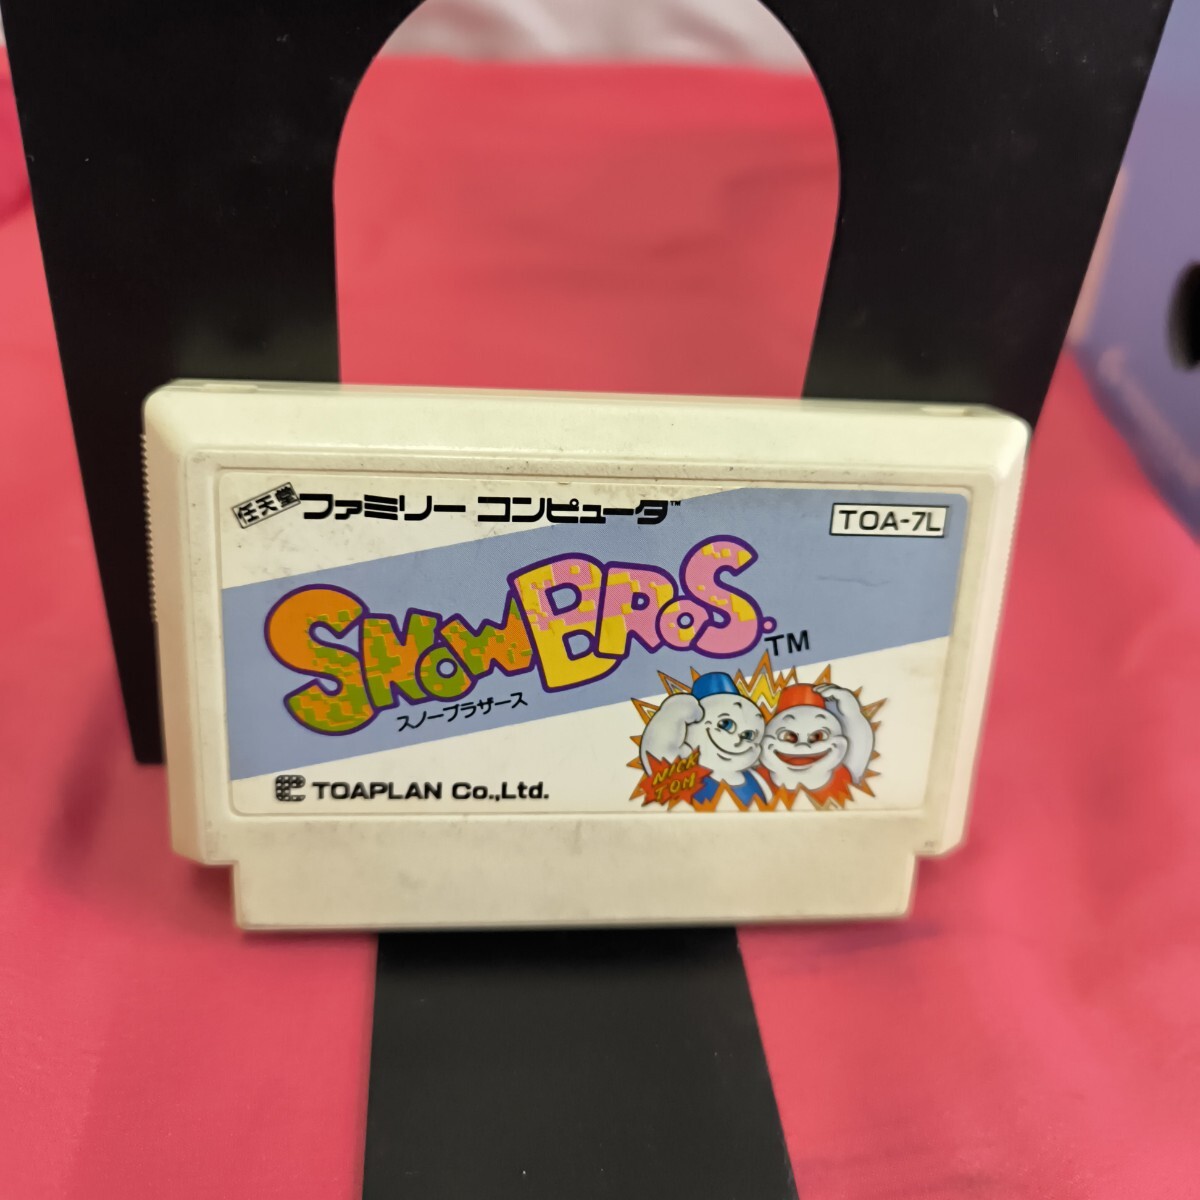 任天堂 ファミリー コンピュータ™
TOA-7L
SNOW BROS.™
スノーブラザース
NICK
TOM
TOAPLAN Co.,Ltd.